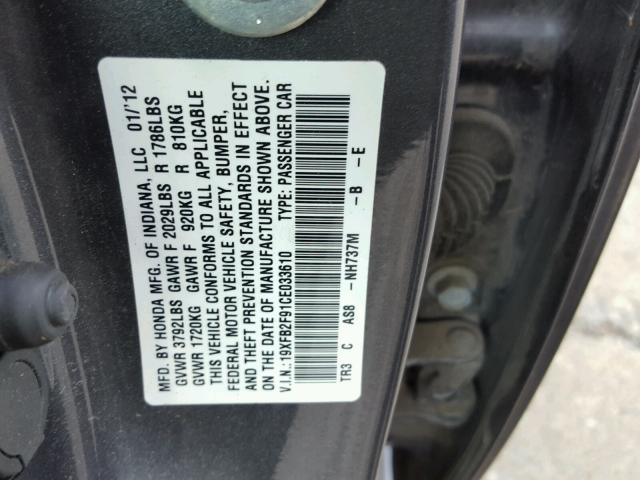 MFD. BY HONDA MFG. OF INDIANA, LLC 01/'12
GVWR 3792LBS GAWR F 2029LBS R 1786LBS
GVWR 1720KG GAWR F 920KG R 810KG
THIS VEHICLE CONFORMS TO ALL APPLICABLE
FEDERAL MOTOR VEHICLE SAFETY, BUMPER,
AND THEFT PREVENTION STANDARDS IN EFFECT
ON THE DATE OF MANUFACTURE SHOWN ABOVE.
V.I.N.: 19XFB2F91CE033610 TYPE: PASSENGER CAR
TR3 C AS8 -NH737M -B -E